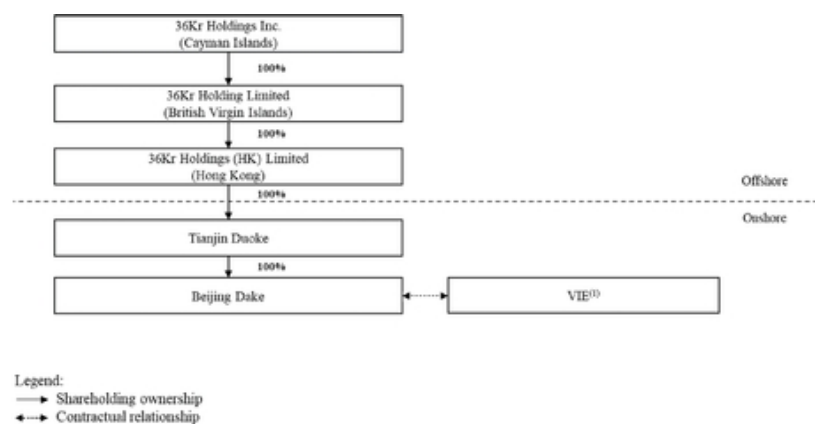 36Kr Holdings Inc.
(Cayman Islands)
100%
36Kr Holding Limited
(British Virgin Islands)
100%
36Kr Holdings (HK) Limited
(Hong Kong)
Offshore
100%
Onshore
Tianjin Duoke
100%
Beijing Dake
VIE(1)
Legend:
Shareholding ownership
Contractual relationship